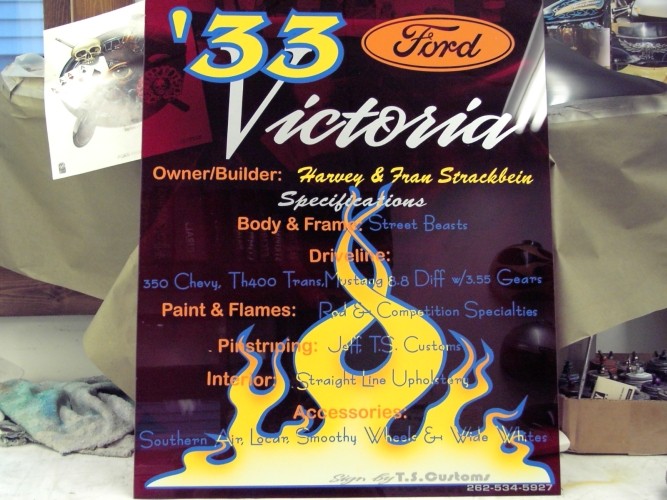 '33 Ford
Victoria
Owner/Builder: Harvey & Fran Strackbein
Specifications
Body & Frame: Street Beasts
Driveline:
350 Chevy, Th400 Trans, Mustang 8.8 Diff w/3.55 Gears
Paint & Flames: Rod & Competition Specialties
Pinstriping: Jeff, T.S. Customs
Interior: Straight Line Upholstery
Accessories:
Southern Air, Locar, Smoothy Wheels & Wide Whites
Sign by T.S.Customs
262-534-5927